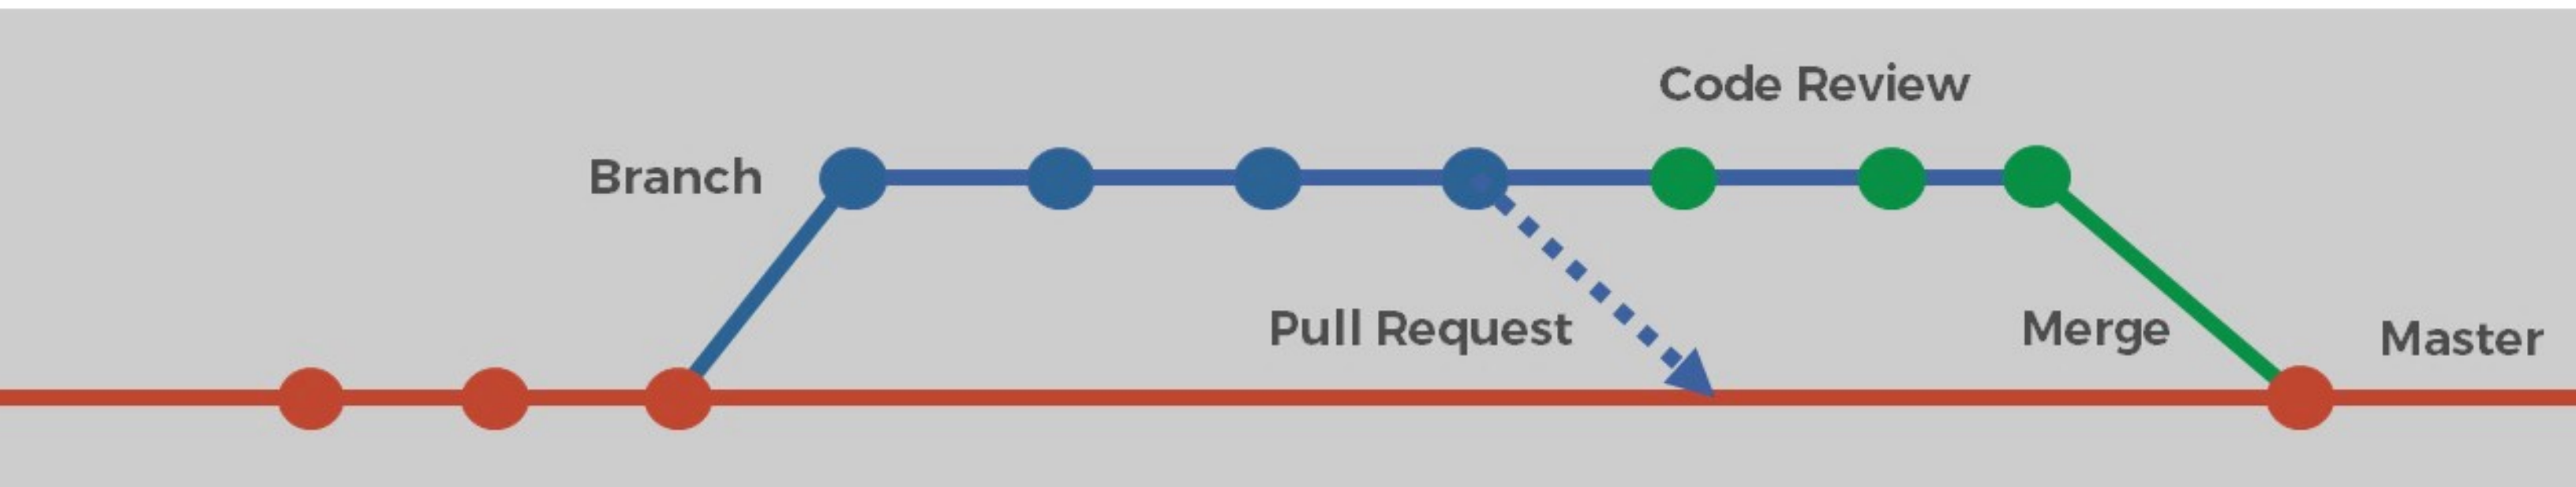 Code Review
Branch
Pull Request
Merge
Master